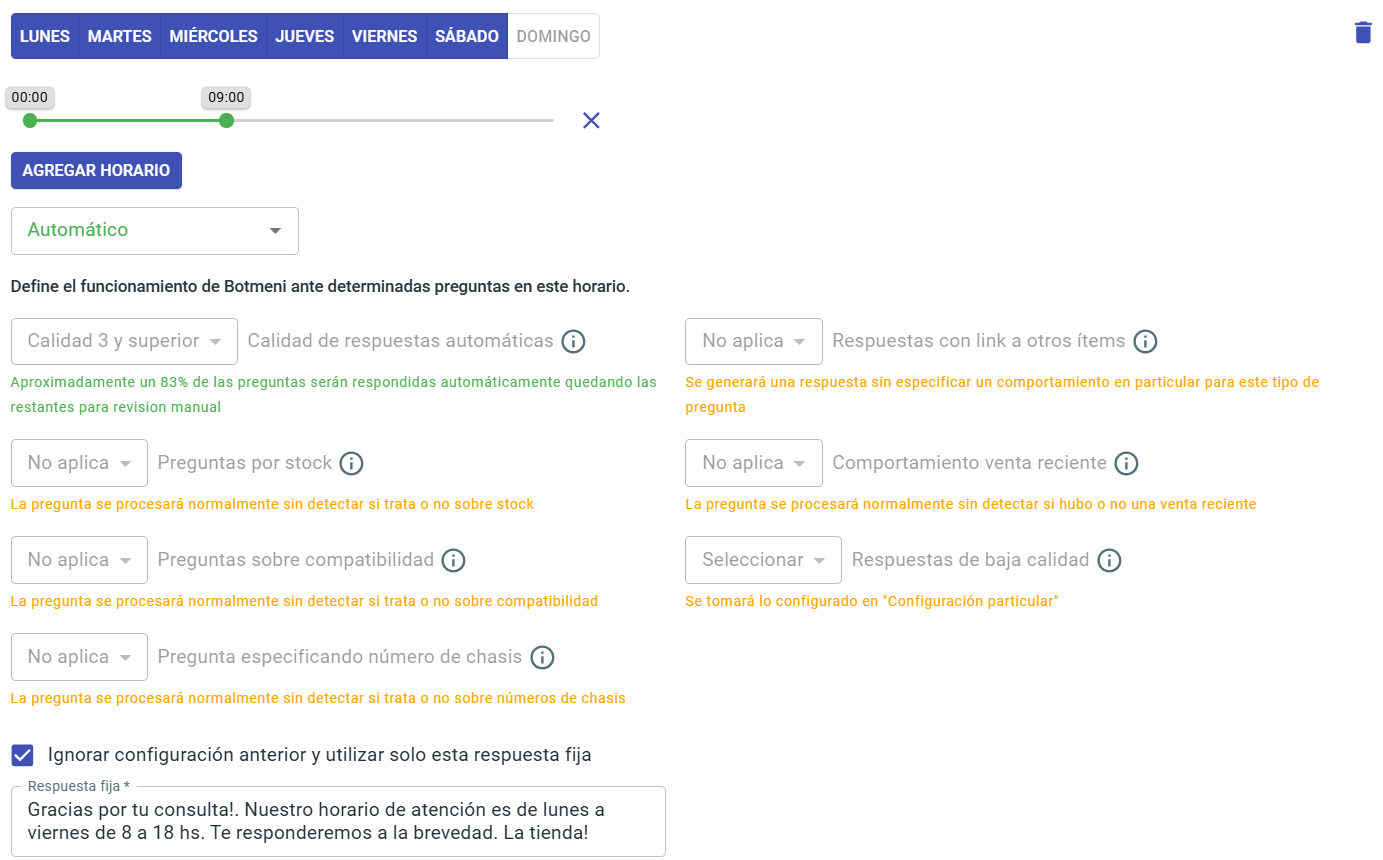 LUNES MARTES MIÉRCOLES JUEVES VIERNES SÁBADO DOMINGO
00:00 09:00
AGREGAR HORARIO
Automático
Define el funcionamiento de Botmeni ante determinadas preguntas en este horario.
Calidad 3 y superior Calidad de respuestas automáticas
Aproximadamente un 83% de las preguntas serán respondidas automáticamente quedando las
restantes para revision manual
No aplica Respuestas con link a otros ítems
Se generará una respuesta sin especificar un comportamiento en particular para este tipo de
pregunta
No aplica Preguntas por stock
La pregunta se procesará normalmente sin detectar si trata o no sobre stock
No aplica Comportamiento venta reciente
La pregunta se procesará normalmente sin detectar si hubo o no una venta reciente
No aplica Preguntas sobre compatibilidad
La pregunta se procesará normalmente sin detectar si trata o no sobre compatibilidad
Seleccionar Respuestas de baja calidad
Se tomará lo configurado en "Configuración particular"
No aplica Pregunta especificando número de chasis
La pregunta se procesará normalmente sin detectar si trata o no sobre números de chasis
Ignorar configuración anterior y utilizar solo esta respuesta fija
Respuesta fija *
Gracias por tu consulta!. Nuestro horario de atención es de lunes a
viernes de 8 a 18 hs. Te responderemos a la brevedad. La tienda!